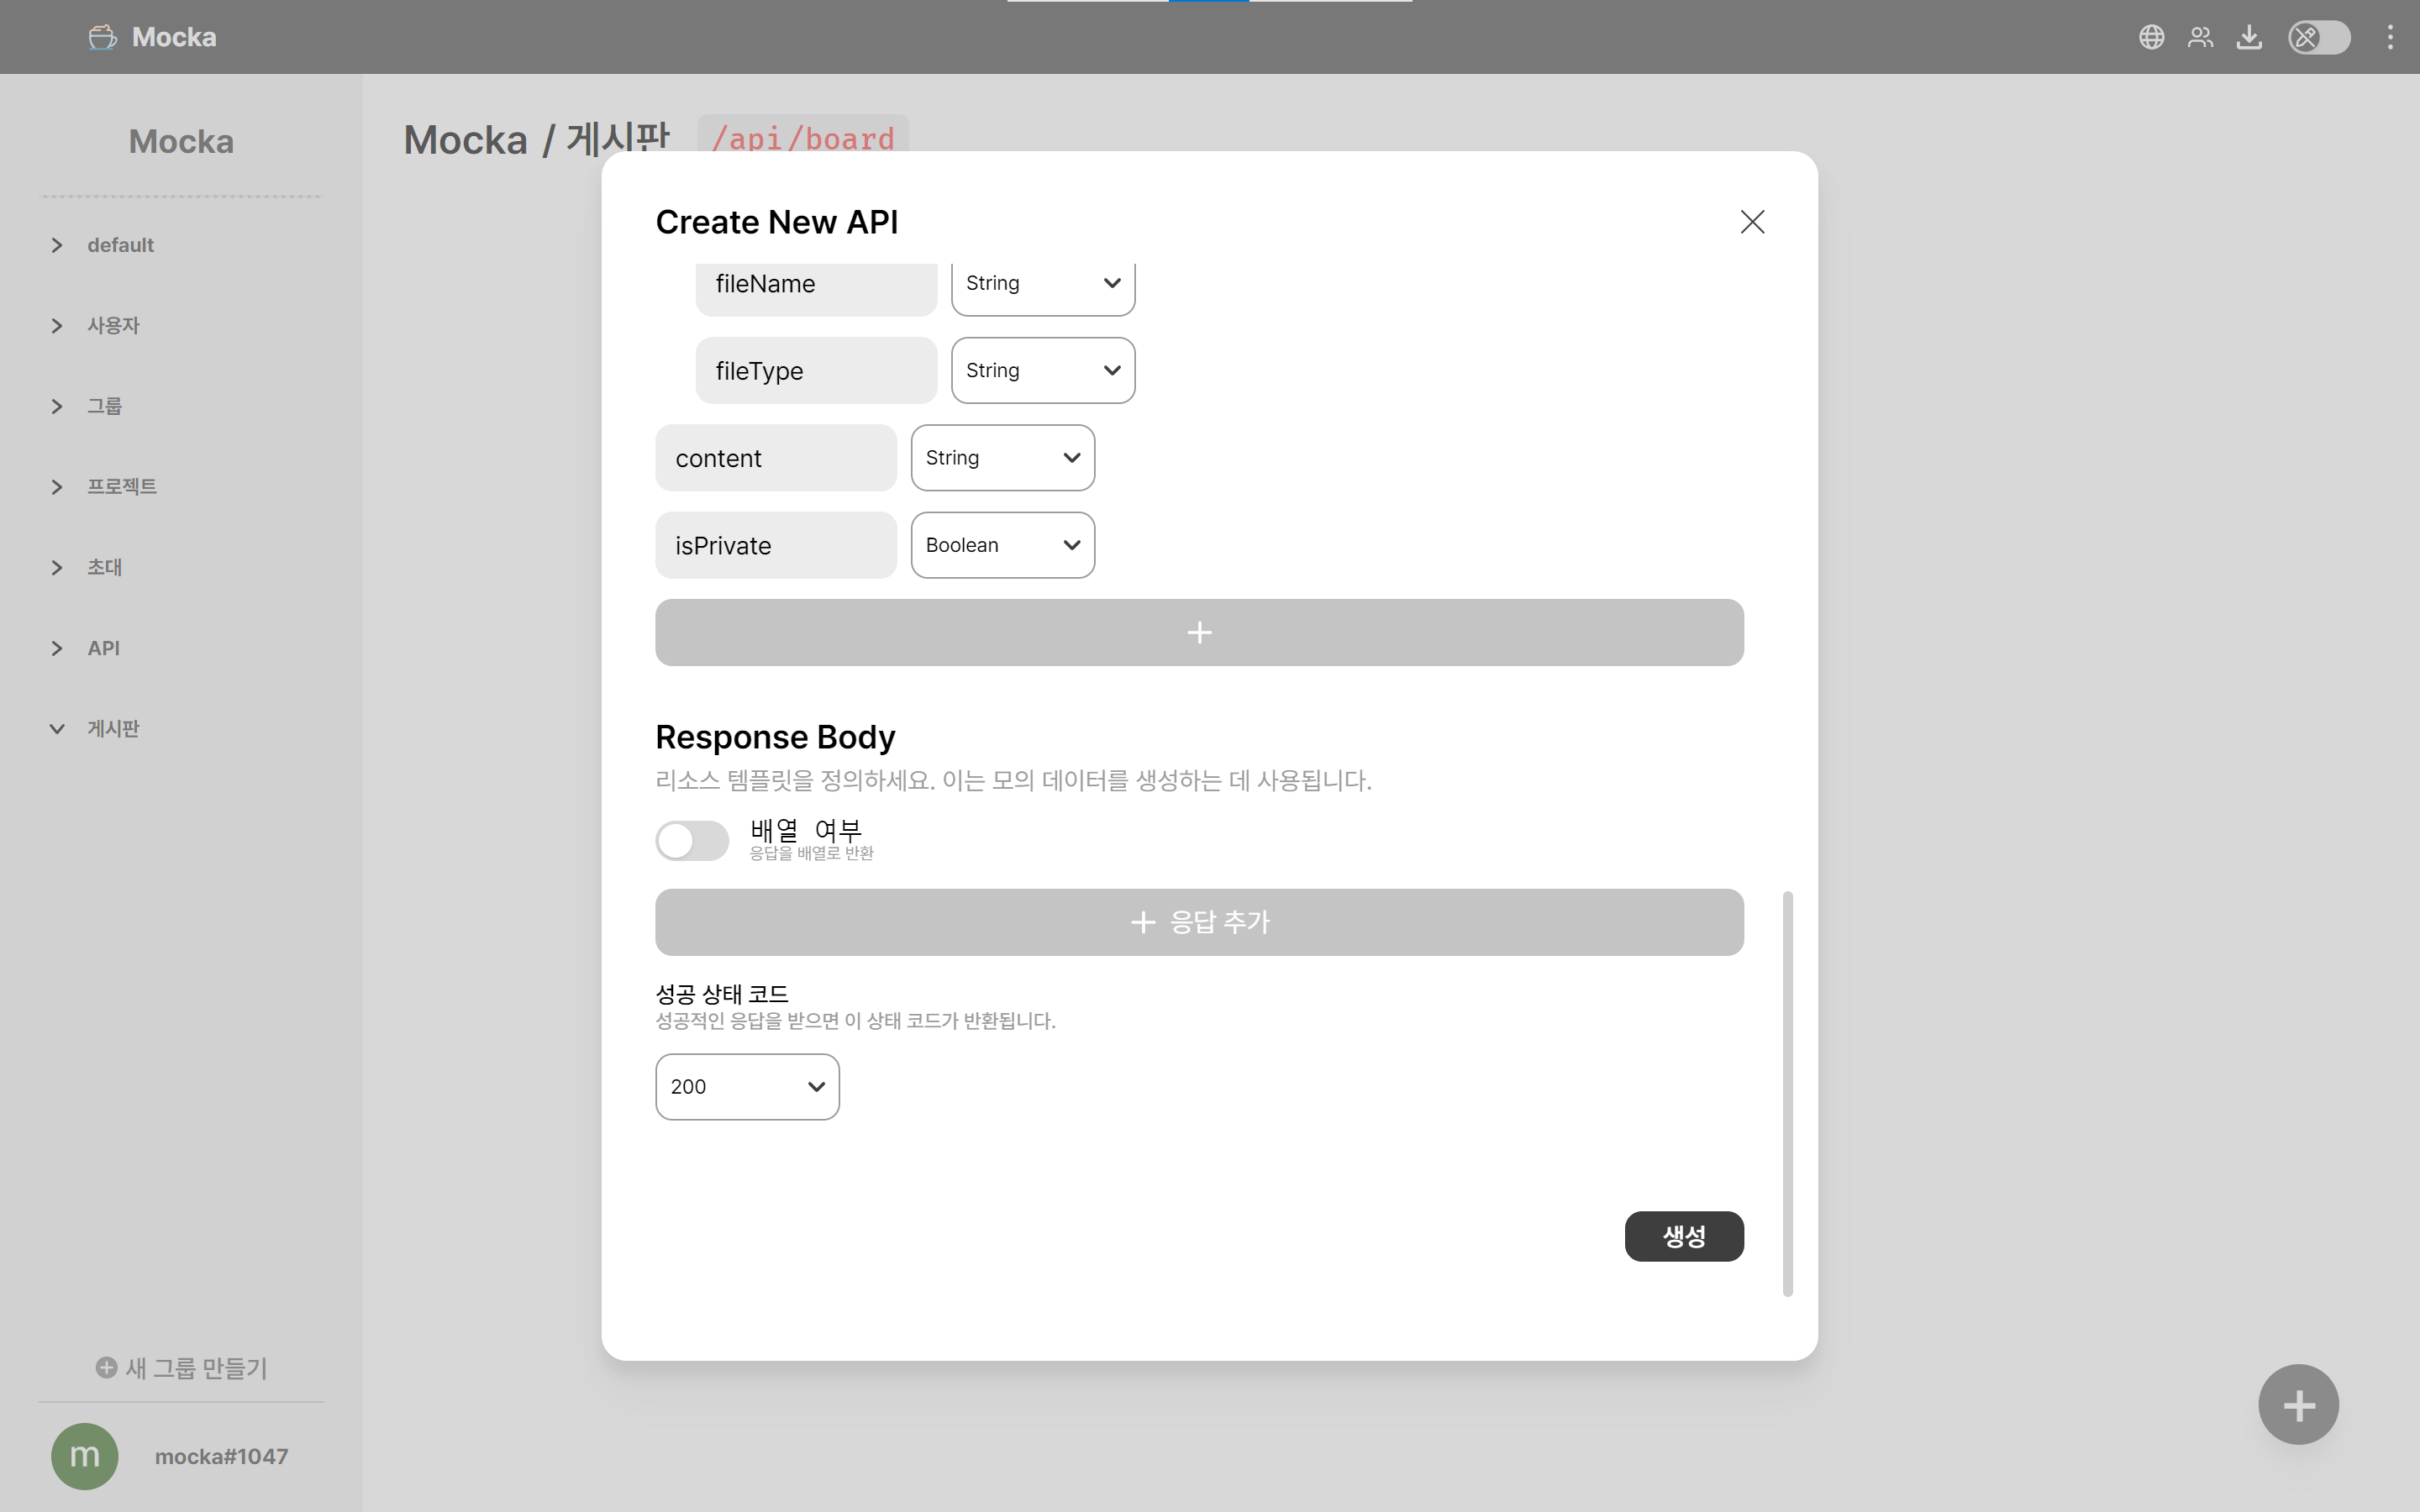 Mocka
Mocka
default
사용자
그룹
프로젝트
초대
API
게시판
새 그룹 만들기
m
mocka#1047
Mocka / 게시판 /api/board
Create New API
fileName String
fileType String
content String
isPrivate Boolean
Response Body
리소스 템플릿을 정의하세요. 이는 모의 데이터를 생성하는 데 사용됩니다.
배열 여부
응답을 배열로 반환
응답 추가
성공 상태 코드
성공적인 응답을 받으면 이 상태 코드가 반환됩니다.
200
생성